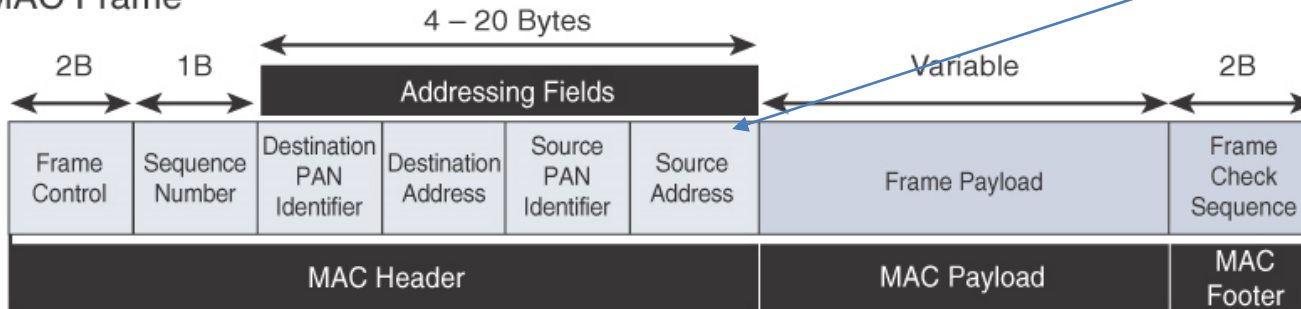 MAC Frame
4 – 20 Bytes
2B
1B
Variable
2B
Addressing Fields
Frame
Control
Sequence
Number
Destination
PAN
Identifier
Destination
Address
Source
PAN
Identifier
Source
Address
Frame Payload
Frame
Check
Sequence
MAC Header
MAC Payload
MAC
Footer